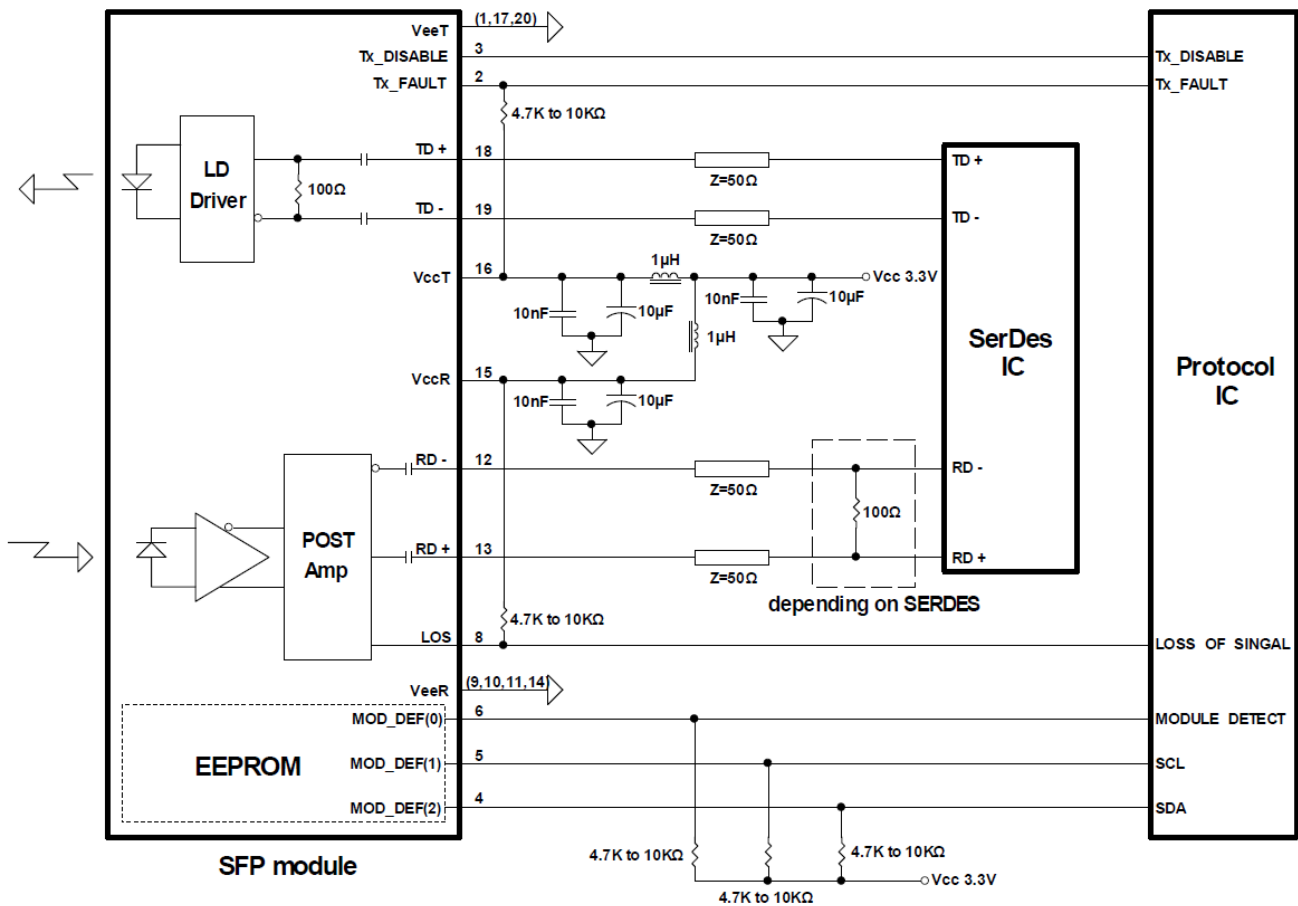 VeeT
(1,17,20)
Tx_DISABLE
3
Tx_DISABLE
Tx_FAULT
2
Tx_FAULT
4.7K to 10KΩ
LD
Driver
100Ω
TD +
18
Z=50Ω
TD +
TD -
19
Z=50Ω
TD -
VccT
16
1µH
Vcc 3.3V
10nF
10µF
10nF
10µF
1µH
SerDes
IC
Protocol
IC
VccR
15
10nF
10µF
POST
Amp
RD -
12
Z=50Ω
100Ω
RD -
RD +
13
Z=50Ω
RD +
depending on SERDES
4.7K to 10KΩ
LOS
8
LOSS OF SINGAL
VeeR
(9,10,11,14)
EEPROM
MOD_DEF(0)
6
MODULE DETECT
MOD_DEF(1)
5
SCL
MOD_DEF(2)
4
SDA
4.7K to 10KΩ
4.7K to 10KΩ
4.7K to 10KΩ
Vcc 3.3V
SFP module